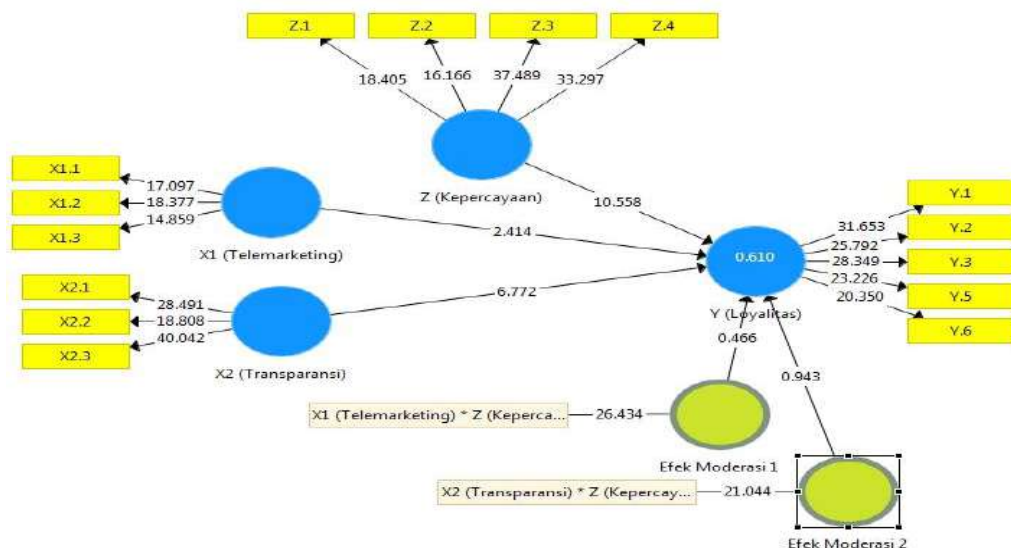 Z.1
Z.2
Z.3
Z.4
18.405
16.166
37.489
33.297
Z (Kepercayaan)
X1.1
X1.2
X1.3
17.097
18.377
14.859
X1 (Telemarketing)
10.558
2.414
X2.1
X2.2
X2.3
28.491
18.808
40.042
X2 (Transparansi)
6.772
0.610
Y (Loyalitas)
Y.1
Y.2
Y.3
Y.5
Y.6
31.653
25.792
28.349
23.226
20.350
0.466
0.943
X1 (Telemarketing) * Z (Keperca...
26.434
Efek Moderasi 1
X2 (Transparansi) * Z (Kepercay...
21.044
Efek Moderasi 2